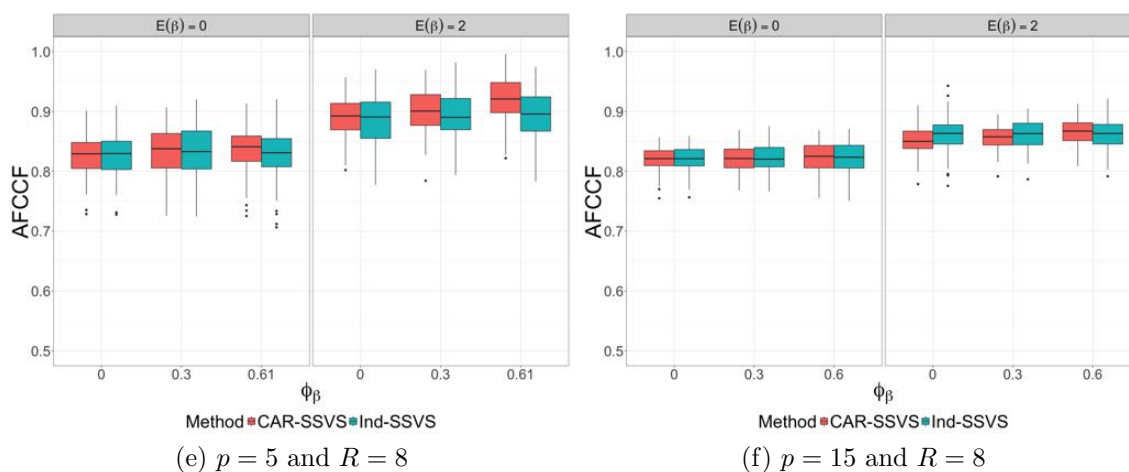 E(β) = 0
E(β) = 2
AFCCF
1.0
0.9
0.8
0.7
0.6
0.5
0
0.3
0.61
0
0.3
0.61
ϕβ
Method CAR-SSVS Ind-SSVS
(e) p = 5 and R = 8
E(β) = 0
E(β) = 2
AFCCF
1.0
0.9
0.8
0.7
0.6
0.5
0
0.3
0.6
0
0.3
0.6
ϕβ
Method CAR-SSVS Ind-SSVS
(f) p = 15 and R = 8